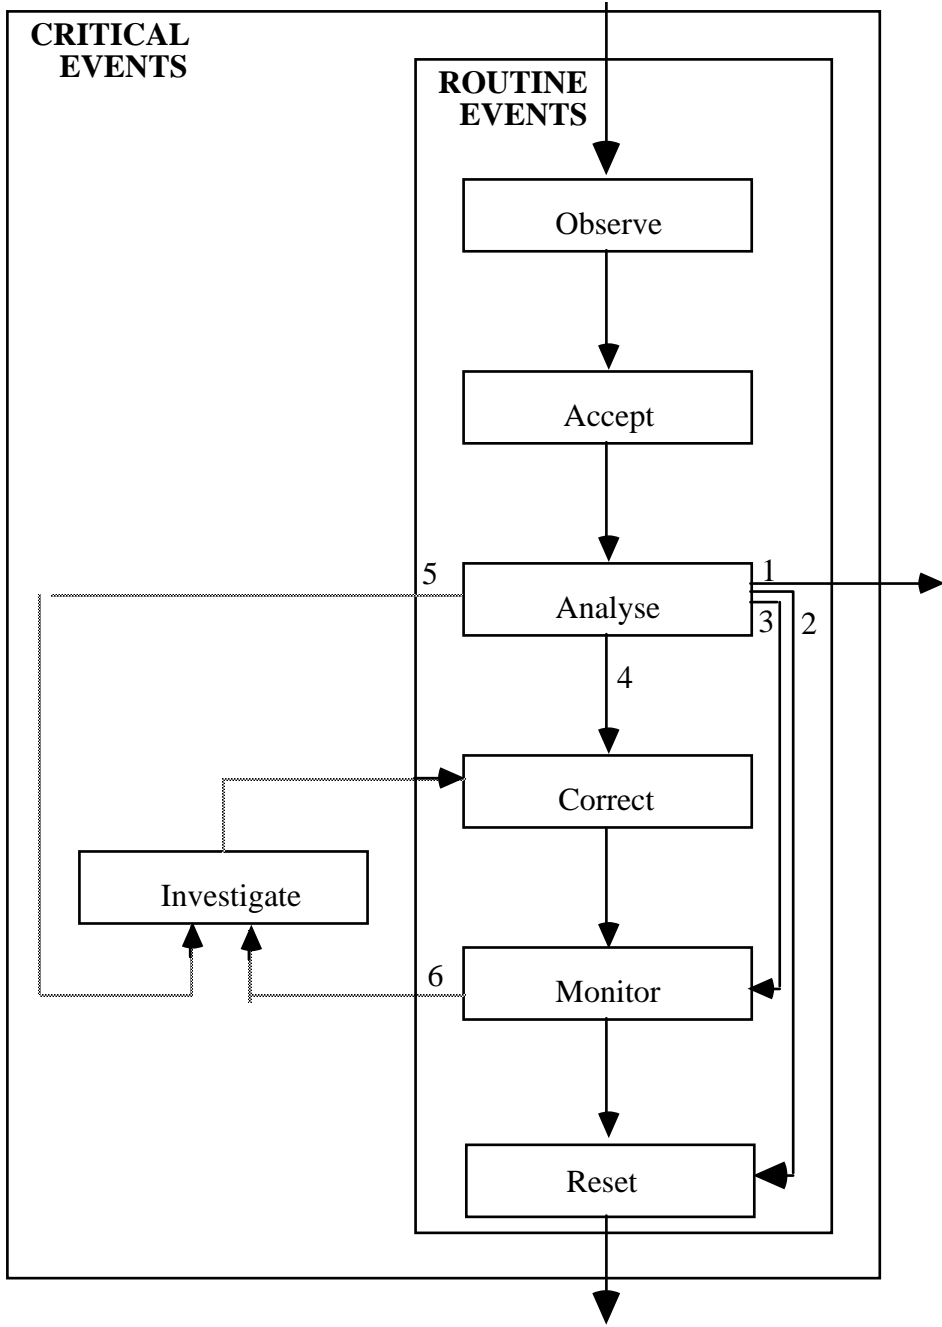 CRITICAL
EVENTS
ROUTINE
EVENTS
Observe
Accept
5
1
Analyse
3
2
4
Correct
Investigate
6
Monitor
Reset